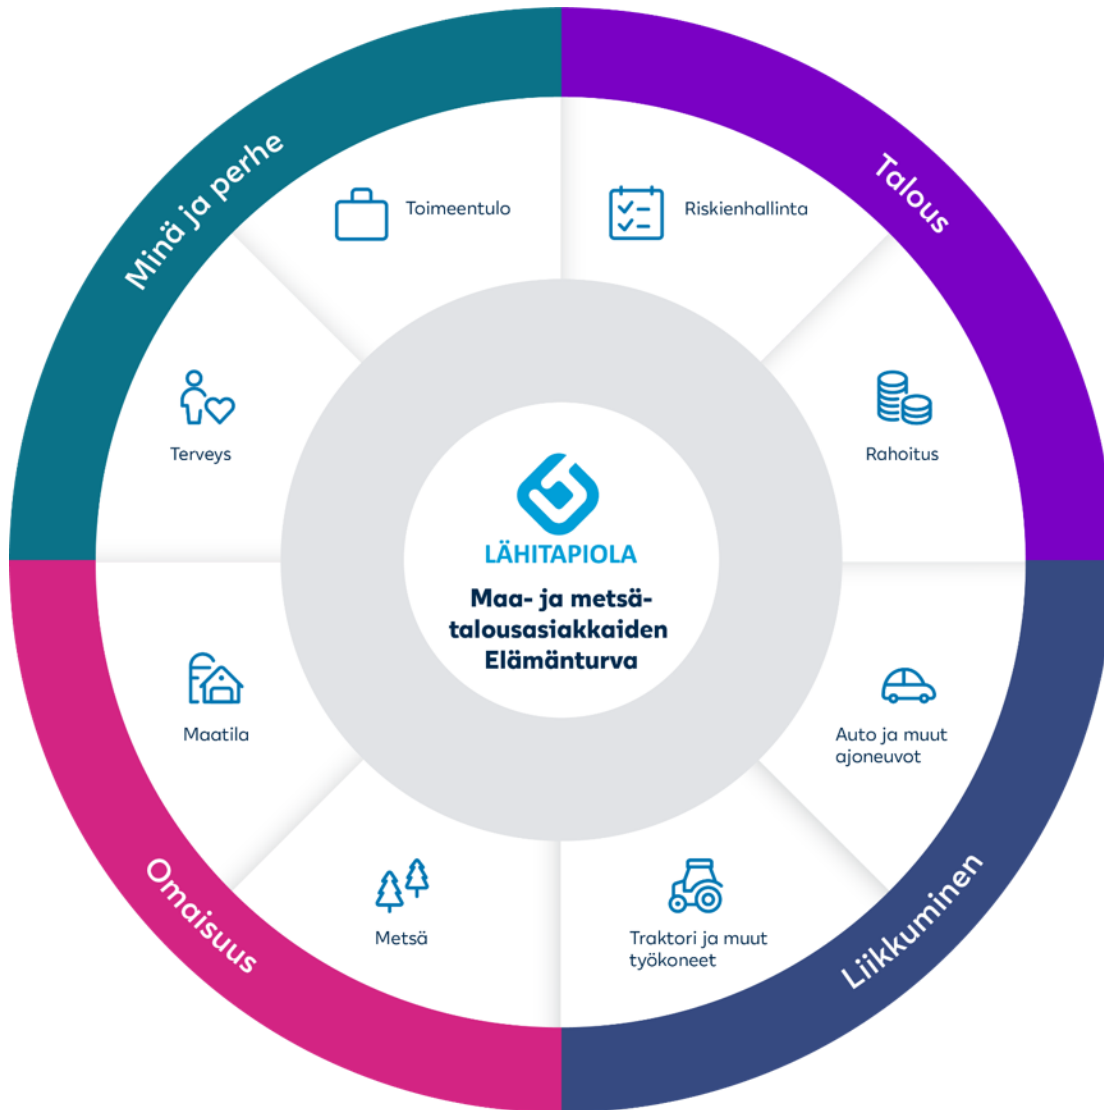 Minä ja perhe
Talous
Toimeentulo
Riskienhallinta
Terveys
Rahoitus
LÄHITAPIOLA
Maa- ja metsä-
talousasiakkaiden
Elämänturva
Maatila
Auto ja muut
ajoneuvot
Metsä
Traktori ja muut
työkoneet
Omaisuus
Liikkuminen